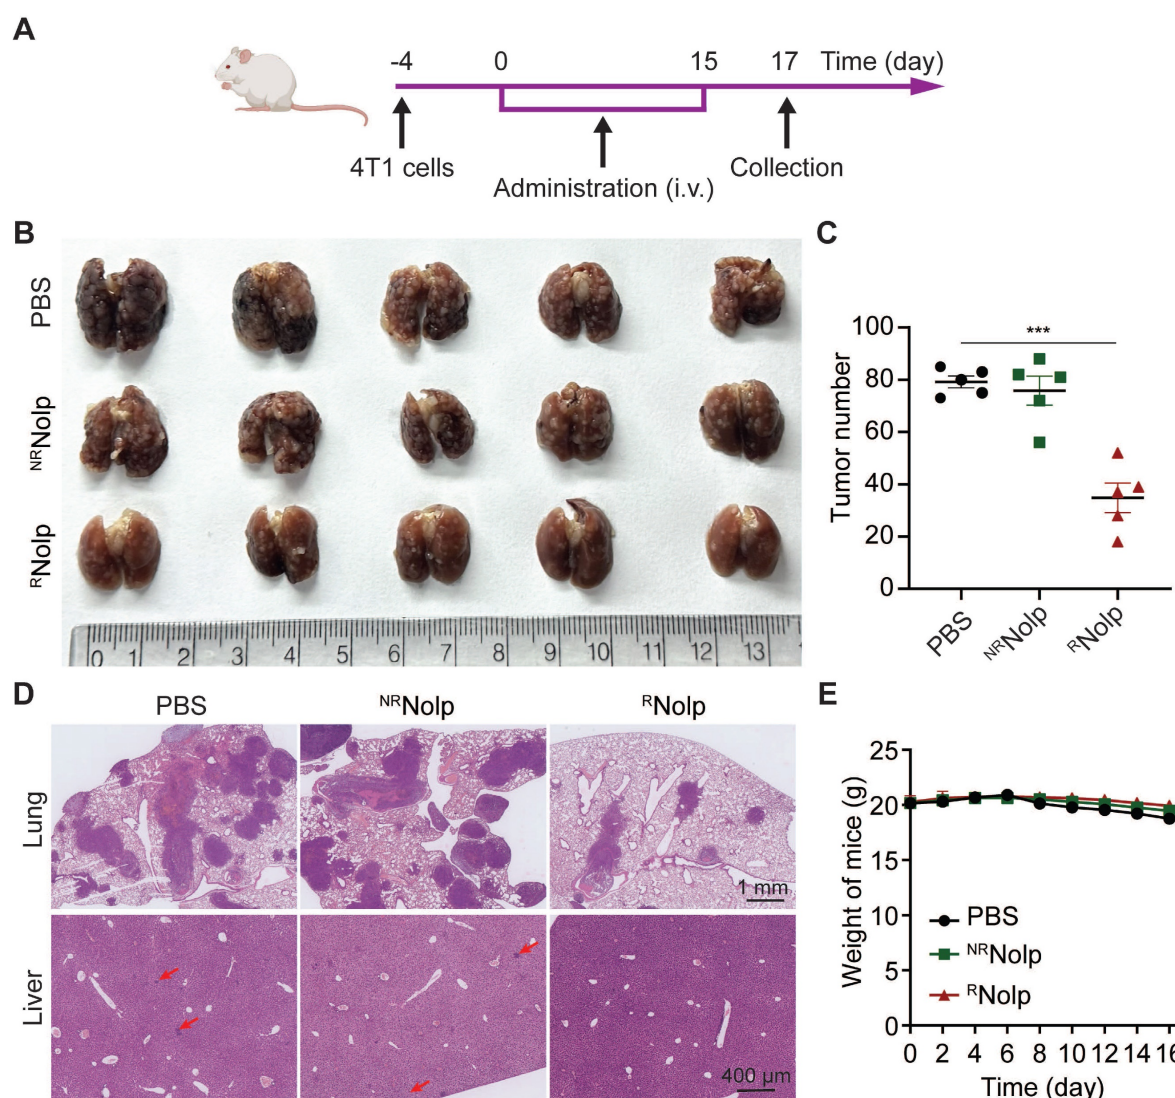 A
-4 0 15 17 Time (day)
4T1 cells
Administration (i.v.)
Collection
B
PBS
NRNolp
RNolp
0 1 2 3 4 5 6 7 8 9 10 11 12 13
C
Tumor number
100
80
60
40
20
0
***
PBS
NRNolp
RNolp
D
PBS NRNolp RNolp
Lung
1 mm
Liver
400 µm
E
Weight of mice (g)
25
20
15
10
5
0
PBS
NRNolp
RNolp
0 2 4 6 8 10 12 14 16
Time (day)